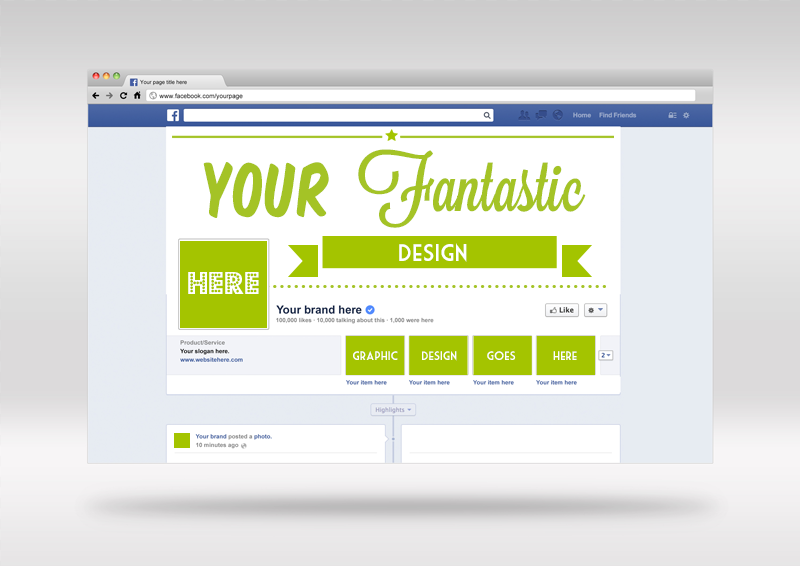 Your page title here
www.facebook.com/yourpage
f
Home Find Friends
YOUR Fantastic
DESIGN
HERE
Your brand here
100,000 likes · 10,000 talking about this · 1,000 were here
Like
Product/Service
Your slogan here.
www.websitehere.com
GRAPHIC DESIGN GOES HERE
2
Your item here Your item here Your item here Your item here
Highlights
Your brand posted a photo.
10 minutes ago